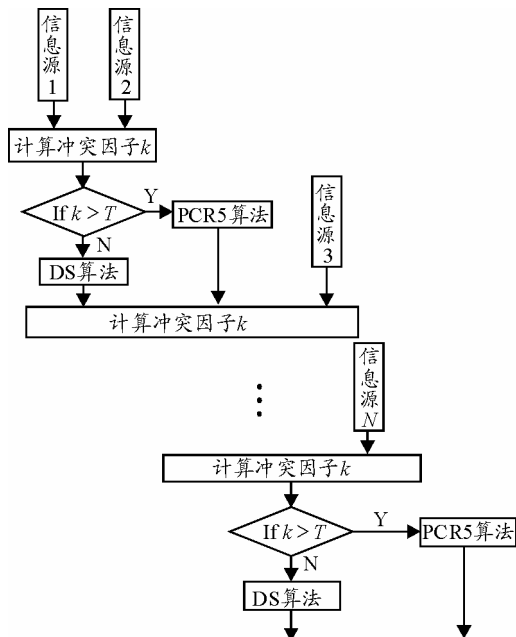 信息源1
信息源2
计算冲突因子k
If k > T
Y
PCR5算法
信息源3
N
DS算法
计算冲突因子k
信息源N
计算冲突因子k
If k > T
Y
PCR5算法
N
DS算法